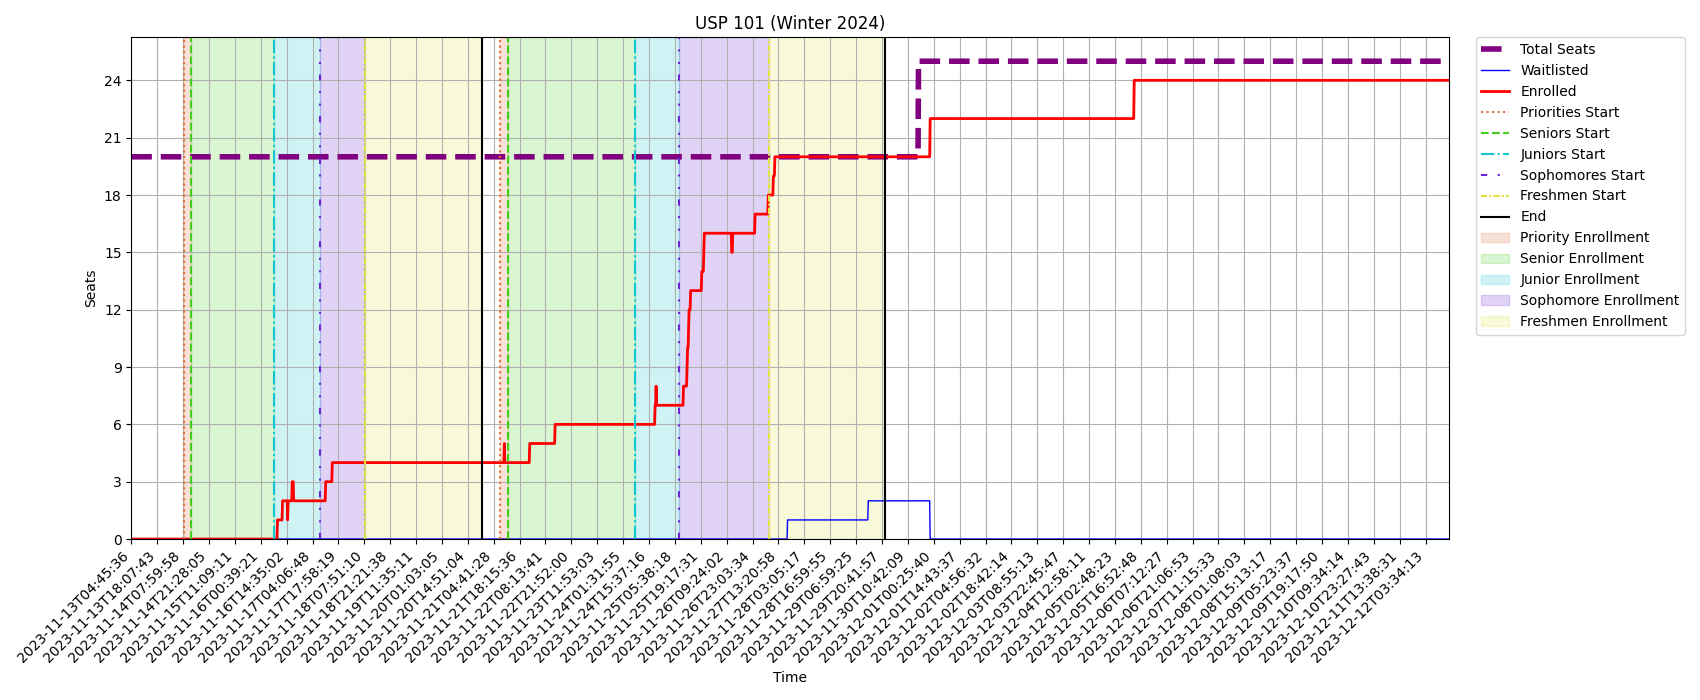 USP 101 (Winter 2024)
Seats
24
21
18
15
12
9
6
3
0
2023-11-13T04:45:36
2023-11-13T18:07:43
2023-11-14T07:59:58
2023-11-14T21:28:05
2023-11-15T11:09:11
2023-11-16T00:39:21
2023-11-16T14:35:02
2023-11-17T04:06:48
2023-11-17T17:58:19
2023-11-18T07:51:10
2023-11-18T21:21:38
2023-11-19T11:35:11
2023-11-20T01:03:05
2023-11-20T14:51:04
2023-11-21T04:41:28
2023-11-21T18:15:36
2023-11-22T08:13:41
2023-11-22T21:52:00
2023-11-23T11:53:03
2023-11-24T01:31:55
2023-11-24T15:37:16
2023-11-25T05:38:18
2023-11-25T19:17:31
2023-11-26T09:24:02
2023-11-26T23:03:34
2023-11-27T13:20:58
2023-11-28T03:05:17
2023-11-28T16:59:55
2023-11-29T06:59:25
2023-11-29T20:41:57
2023-11-30T10:42:09
2023-12-01T00:25:40
2023-12-01T14:43:37
2023-12-02T04:56:32
2023-12-02T18:42:14
2023-12-03T08:55:13
2023-12-03T22:45:47
2023-12-04T12:58:11
2023-12-05T02:48:23
2023-12-05T16:52:48
2023-12-06T07:12:27
2023-12-06T21:06:53
2023-12-07T11:15:33
2023-12-08T01:08:03
2023-12-08T15:13:17
2023-12-09T05:23:37
2023-12-09T19:17:50
2023-12-10T09:34:14
2023-12-10T23:27:43
2023-12-11T13:38:31
2023-12-12T03:34:13
Time
Total Seats
Waitlisted
Enrolled
Priorities Start
Seniors Start
Juniors Start
Sophomores Start
Freshmen Start
End
Priority Enrollment
Senior Enrollment
Junior Enrollment
Sophomore Enrollment
Freshmen Enrollment